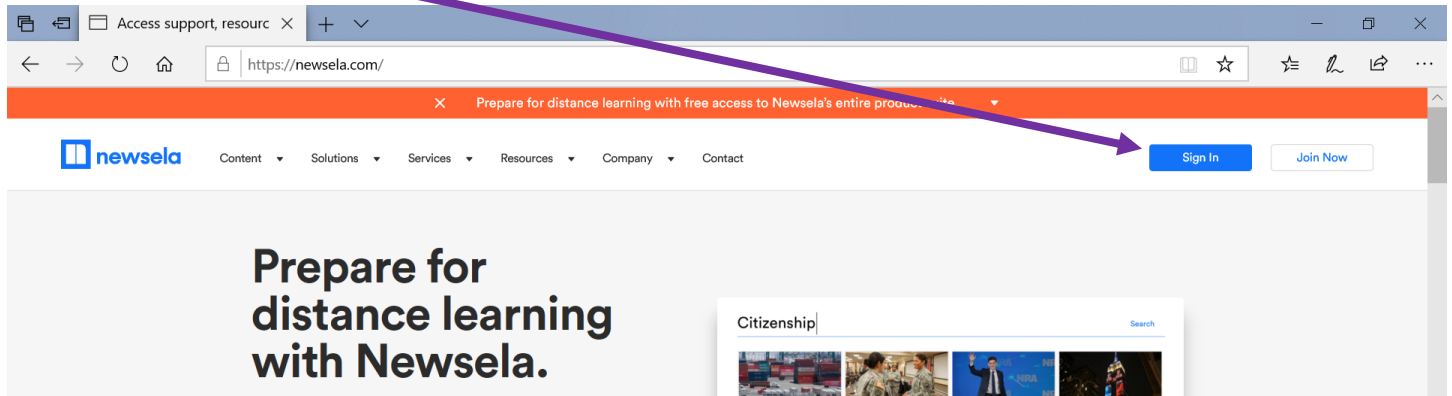 Access support, resourc
https://newsela.com/
Prepare for distance learning with free access to Newsela's entire product
newsela
Content
Solutions
Services
Resources
Company
Contact
Sign In
Join Now
Prepare for
distance learning
with Newsela.
Citizenship
Search
NRA